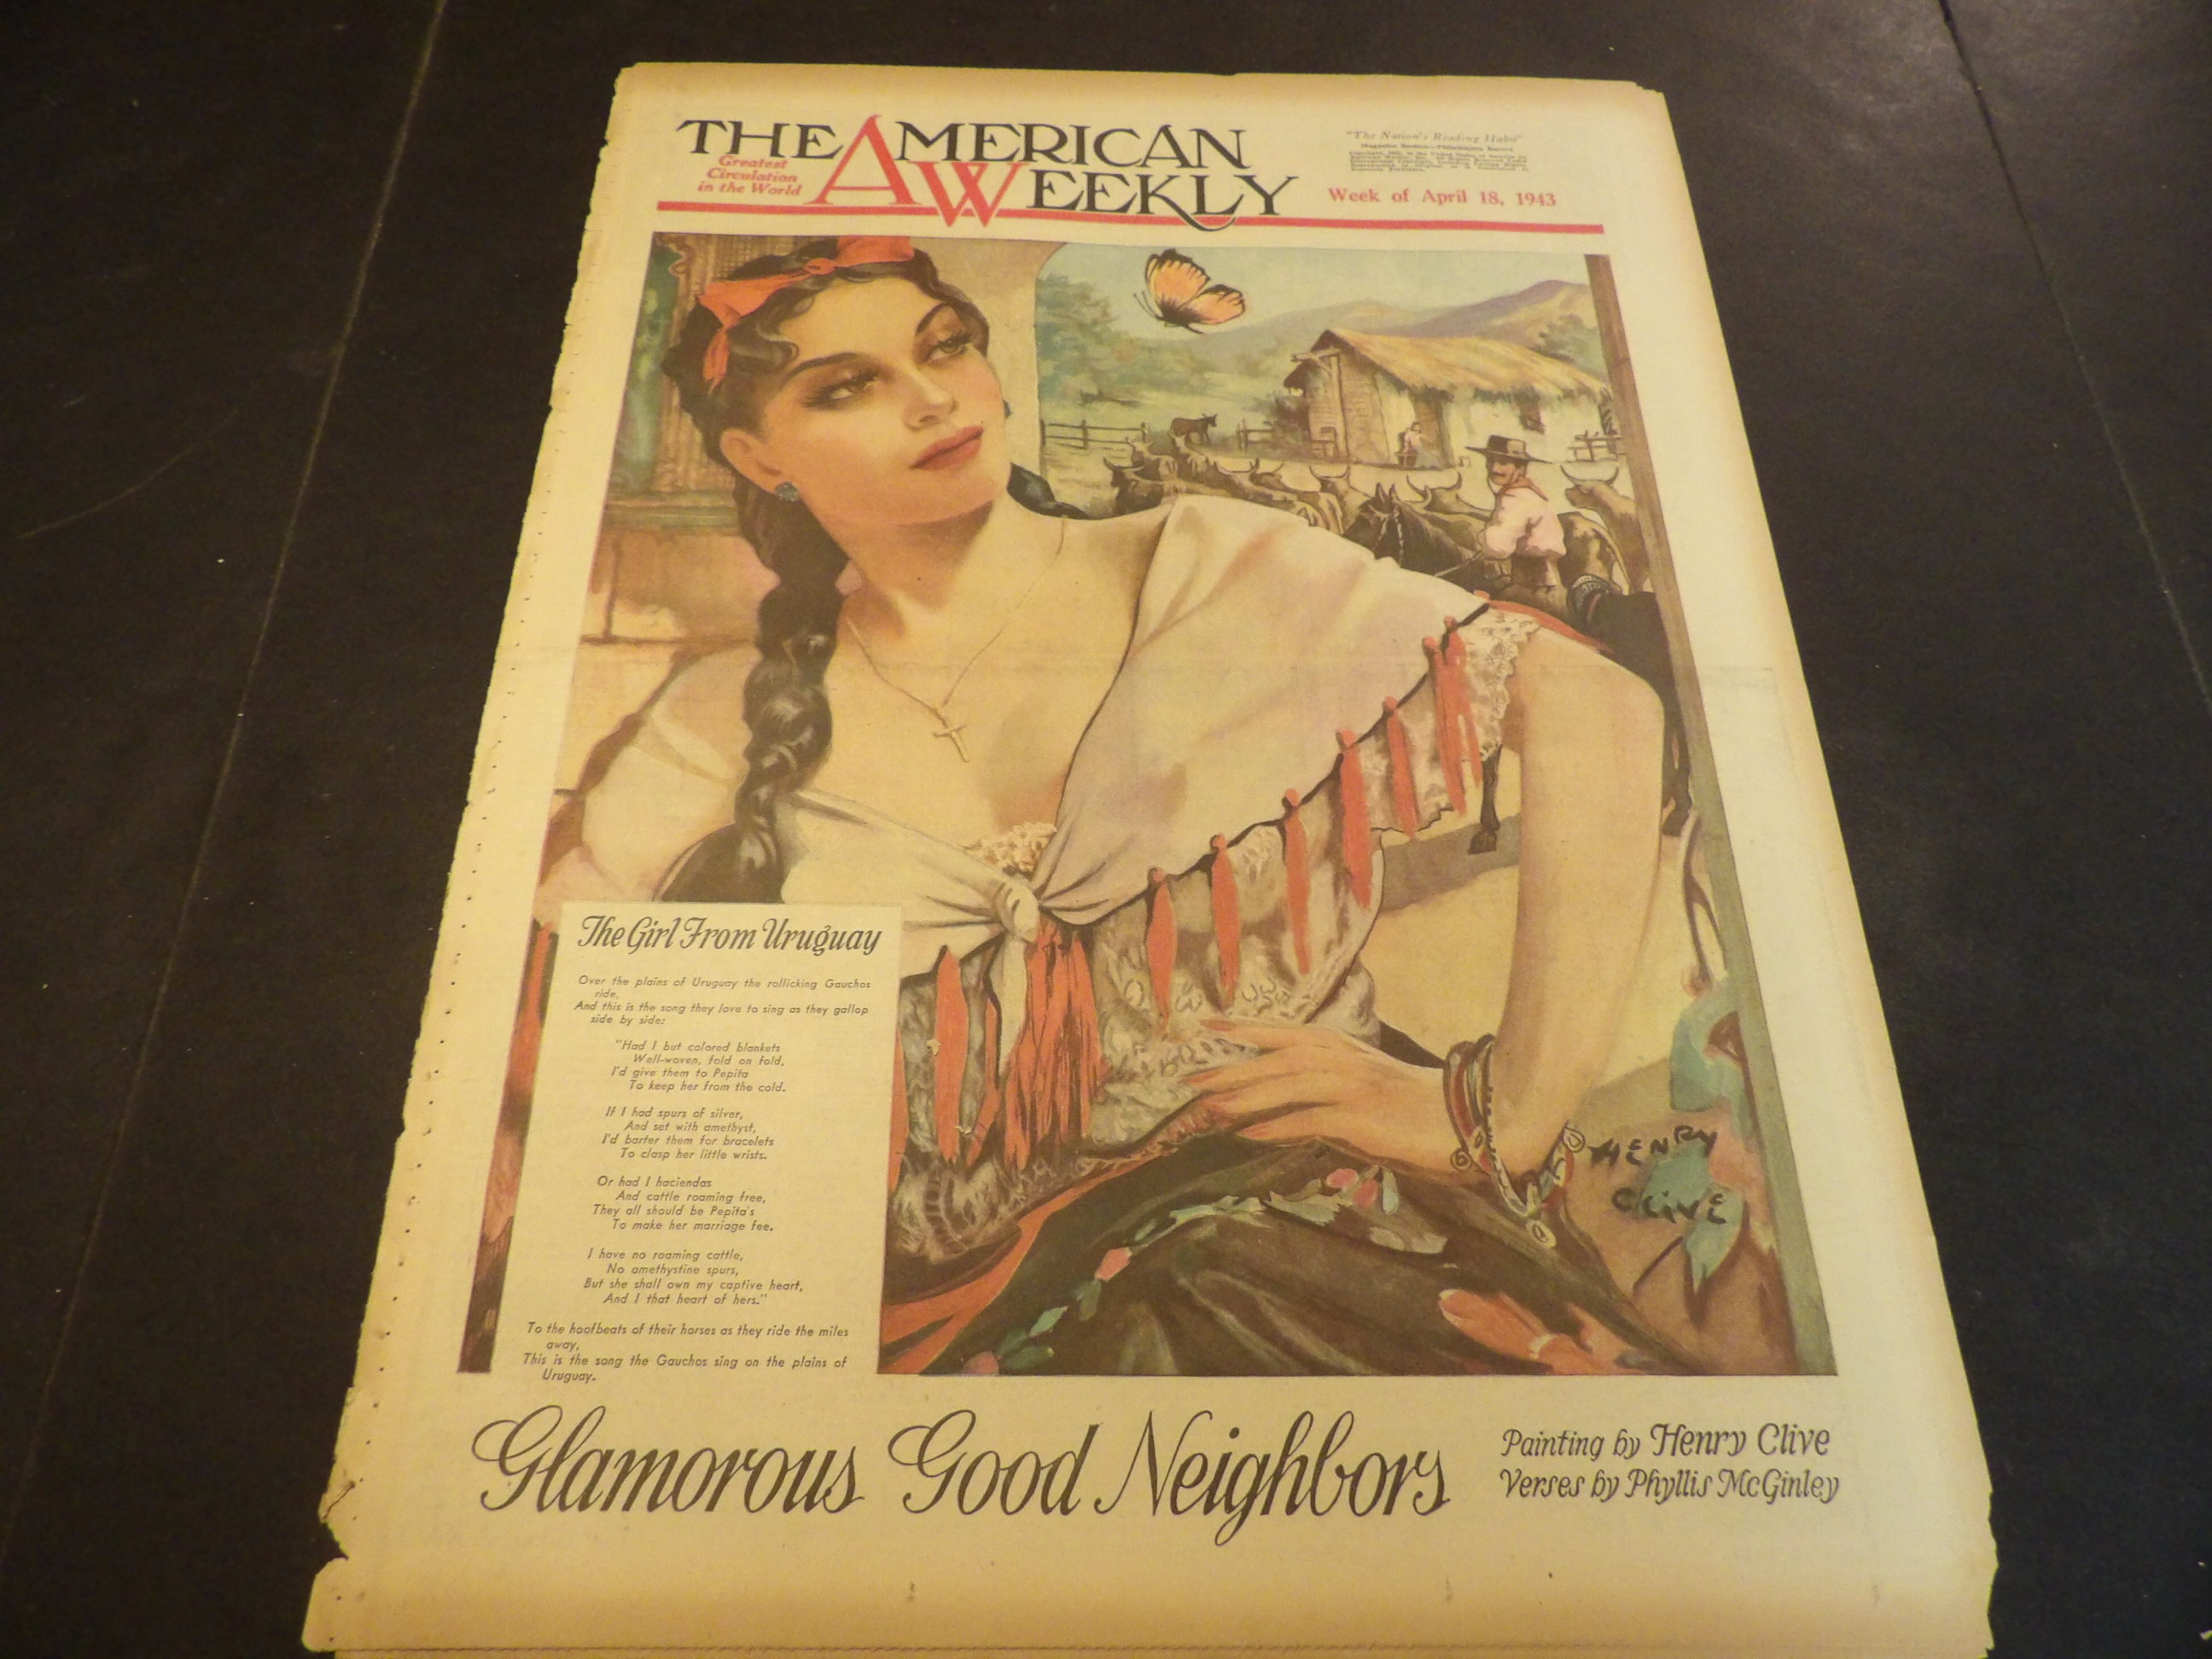 THE AMERICAN
WEEKLY
Greatest
Circulation
in the World
"The Nation's Reading Habit"
Week of April 18, 1943
The Girl From Uruguay
Over the plains of Uruguay the rollicking Gauchos
ride,
And this is the song they love to sing as they gallop
side by side:
"Had I but colored blankets
Well-woven, fold on fold,
I'd give them to Pepita
To keep her from the cold.
If I had spurs of silver,
And set with amethyst,
I'd barter them for bracelets
To clasp her little wrists.
Or had I haciendas
And cattle roaming free,
They all should be Pepita's
To make her marriage fee.
I have no roaming cattle,
No amethystine spurs,
But she shall own my captive heart,
And I that heart of hers."
To the hoofbeats of their horses as they ride the miles
away,
This is the song the Gauchos sing on the plains of
Uruguay.
HENRY
CLIVE
Glamorous Good Neighbors
Painting by Henry Clive
Verses by Phyllis McGinley